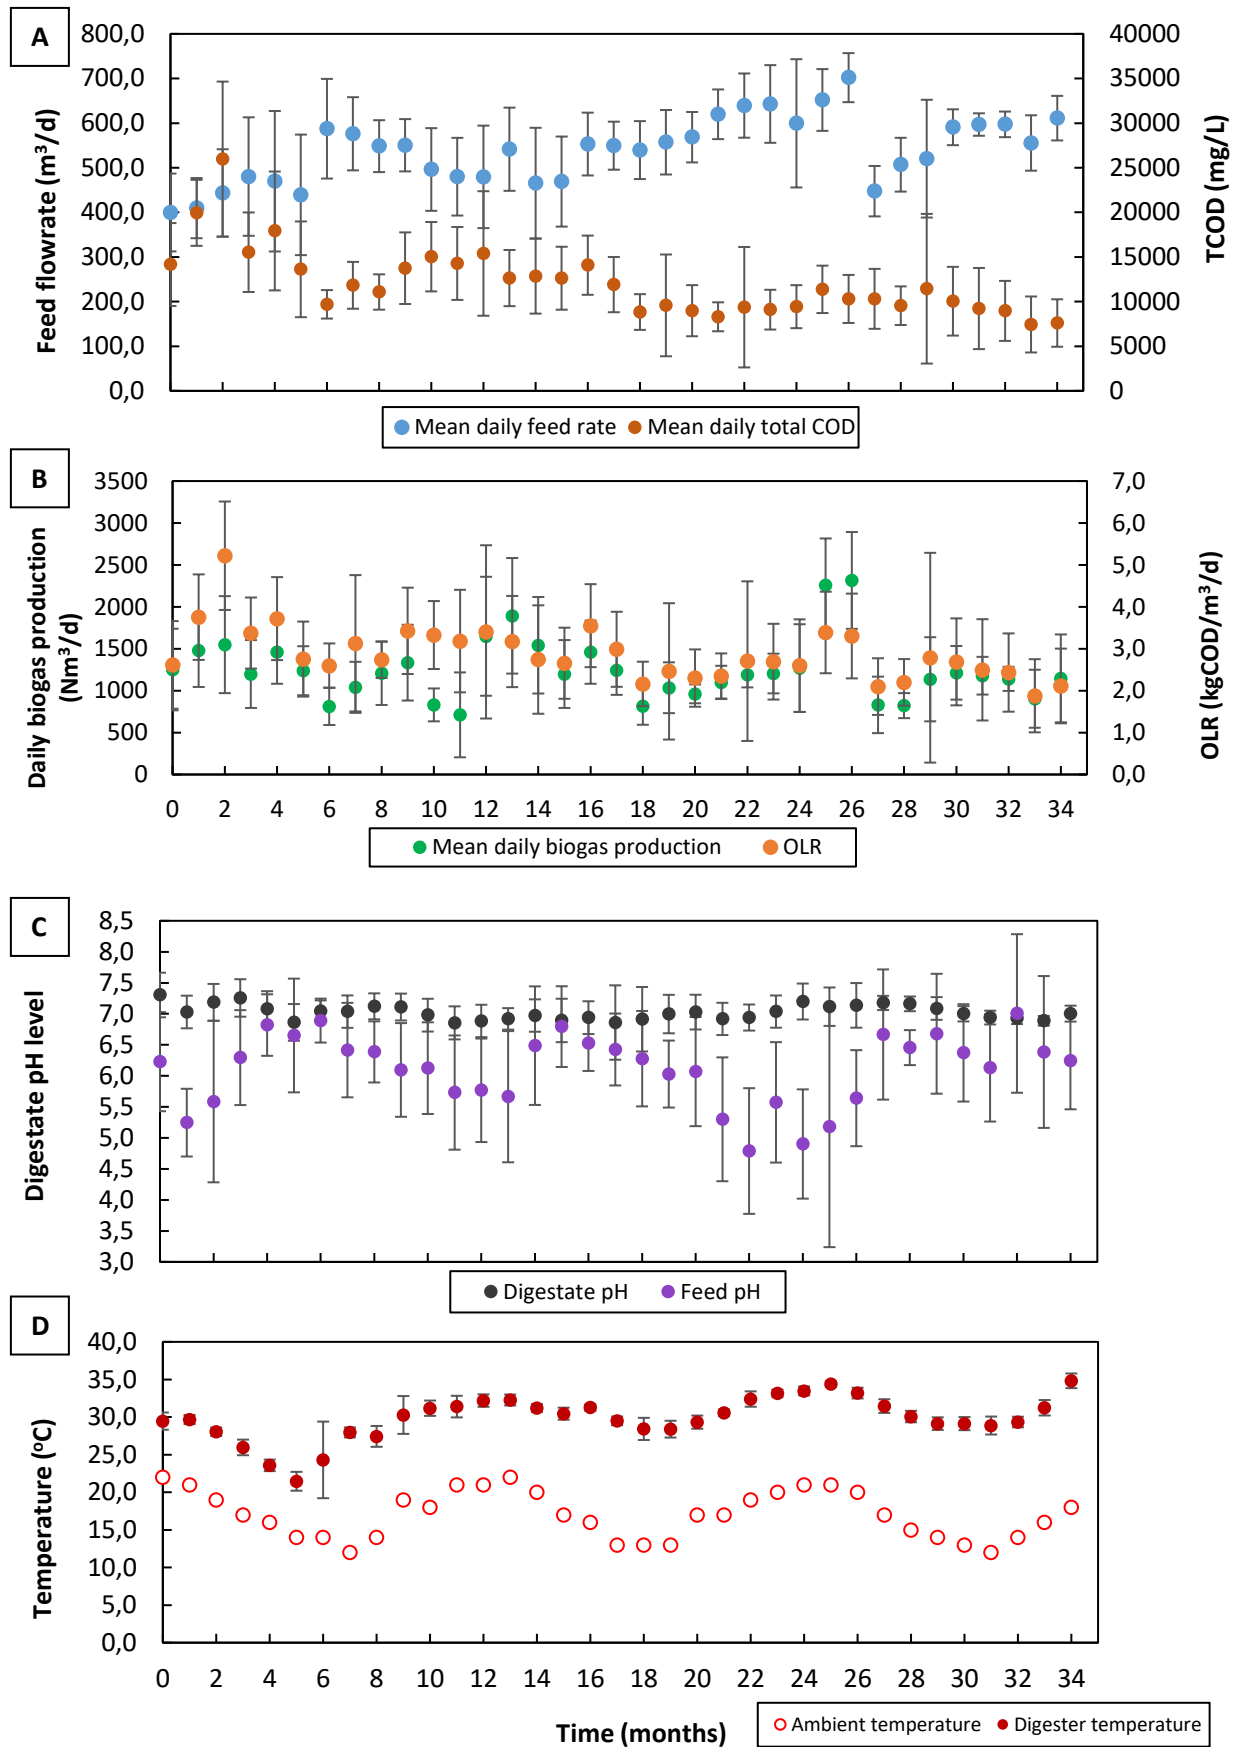 A
800,0
700,0
600,0
500,0
400,0
300,0
200,0
100,0
0,0
Feed flowrate (m³/d)
40000
35000
30000
25000
20000
15000
10000
5000
0
TCOD (mg/L)
Mean daily feed rate
Mean daily total COD
B
3500
3000
2500
2000
1500
1000
500
0
Daily biogas production
(Nm³/d)
7,0
6,0
5,0
4,0
3,0
2,0
1,0
0,0
OLR (kgCOD/m³/d)
0 2 4 6 8 10 12 14 16 18 20 22 24 26 28 30 32 34
Mean daily biogas production
OLR
C
8,5
8,0
7,5
7,0
6,5
6,0
5,5
5,0
4,5
4,0
3,5
3,0
Digestate pH level
Digestate pH
Feed pH
D
40,0
35,0
30,0
25,0
20,0
15,0
10,0
5,0
0,0
Temperature (ºC)
0 2 4 6 8 10 12 14 16 18 20 22 24 26 28 30 32 34
Time (months)
Ambient temperature
Digester temperature